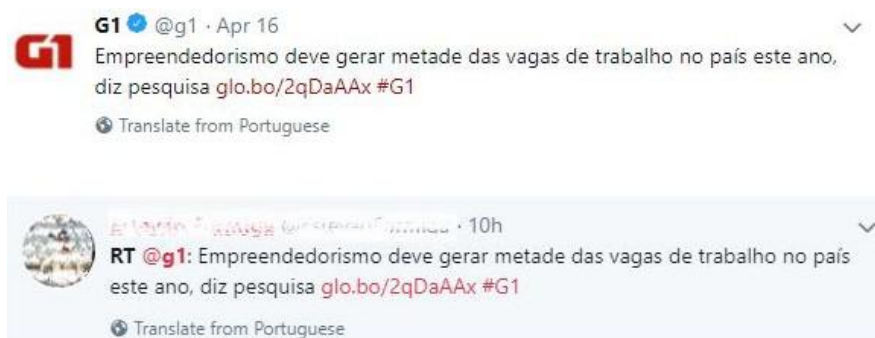 G1 @g1 · Apr 16
G1
Empreendedorismo deve gerar metade das vagas de trabalho no país este ano,
diz pesquisa glo.bo/2qDaAAx #G1
Translate from Portuguese
· 10h
RT @g1: Empreendedorismo deve gerar metade das vagas de trabalho no país
este ano, diz pesquisa glo.bo/2qDaAAx #G1
Translate from Portuguese